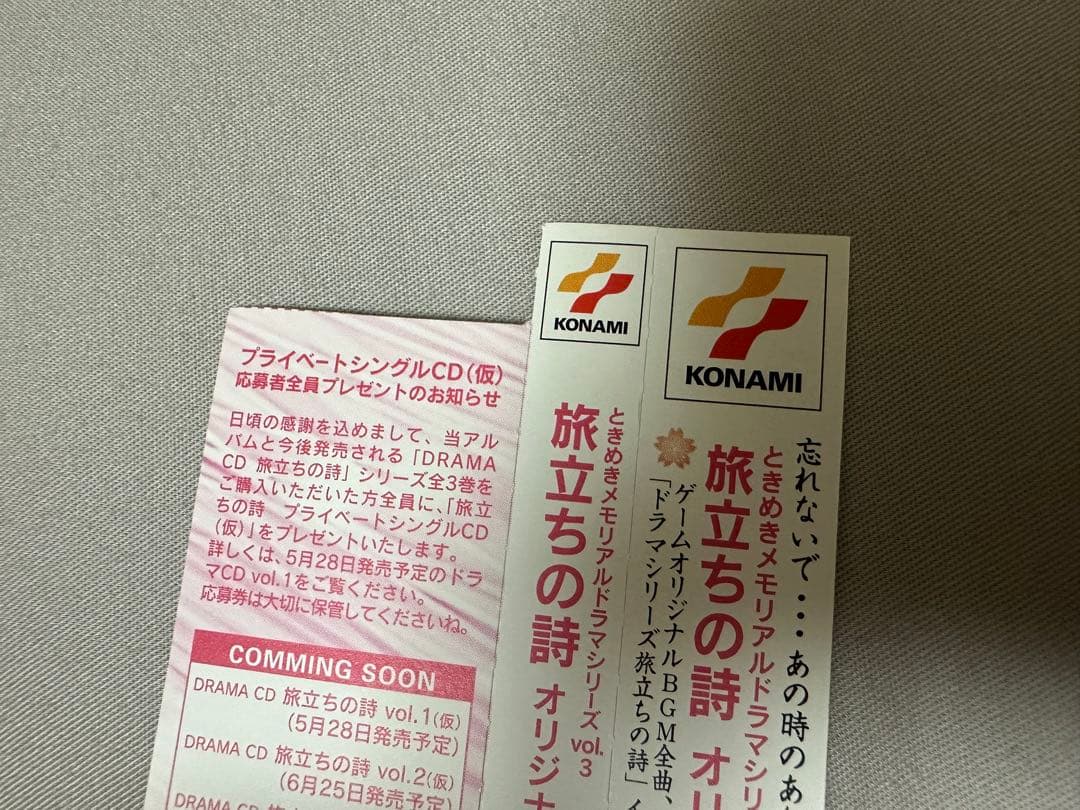 プライベートシングルCD(仮)
応募者全員プレゼントのお知らせ
日頃の感謝を込めまして、当アル
バムと今後発売される「DRAMA
CD 旅立ちの詩」シリーズ全3巻を
ご購入いただいた方全員に、「旅立
ちの詩 プライベートシングルCD
(仮)」をプレゼントいたします。
詳しくは、5月28日発売予定のドラ
マCD vol.1をご覧ください。
応募券は大切に保管してくださいね。
COMMING SOON
DRAMA CD 旅立ちの詩 vol.1(仮)
(5月28日発売予定)
DRAMA CD 旅立ちの詩 vol.2(仮)
(6月25日発売予定)
DRAMA CD
KONAMI
ときめきメモリアルドラマシリーズ vol.3
旅立ちの詩 オリジナ
KONAMI
忘れないで・・・あの時のあ
ときめきメモリアルドラマシリ
旅立ちの詩 オリ
ゲームオリジナルBGM全曲、
「ドラマシリーズ旅立ちの詩」イ